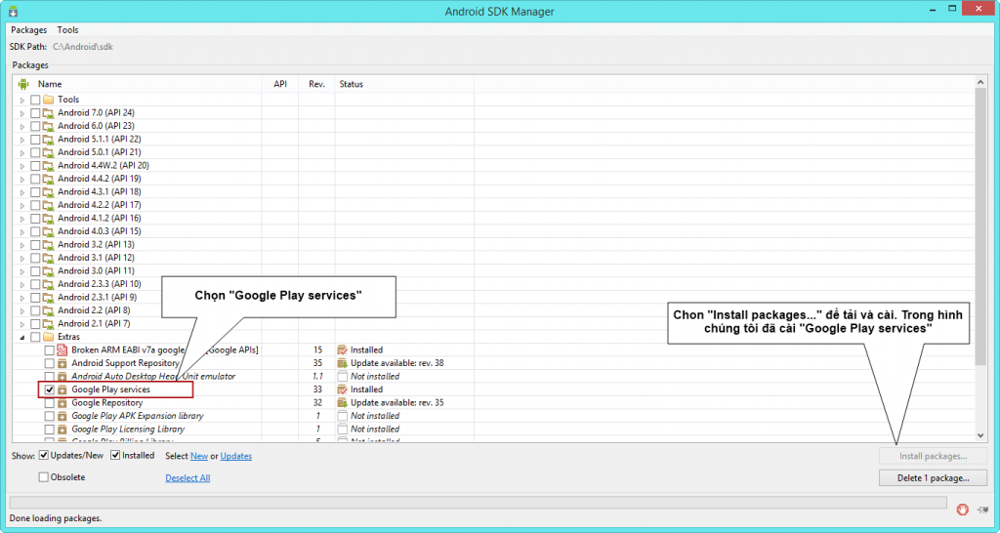 Android SDK Manager
Packages Tools
SDK Path: C:\Android\sdk
Packages
Name API Rev. Status
Tools
Android 7.0 (API 24)
Android 6.0 (API 23)
Android 5.1.1 (API 22)
Android 5.0.1 (API 21)
Android 4.4W.2 (API 20)
Android 4.4.2 (API 19)
Android 4.3.1 (API 18)
Android 4.2.2 (API 17)
Android 4.1.2 (API 16)
Android 4.0.3 (API 15)
Android 3.2 (API 13)
Android 3.1 (API 12)
Android 3.0 (API 11)
Android 2.3.3 (API 10)
Android 2.3.1 (API 9)
Android 2.2 (API 8)
Android 2.1 (API 7)
Chọn "Google Play services"
Chon "Install packages..." để tải và cài. Trong hình
chúng tôi đã cài "Google Play services"
Extras
Broken ARM EABI v7a google [Google APIs] 15 Installed
Android Support Repository 35 Update available: rev. 38
Android Auto Desktop Head Unit emulator 1.1 Not installed
Google Play services 33 Installed
Google Repository 32 Update available: rev. 35
Google Play APK Expansion library 1 Not installed
Google Play Licensing Library 1 Not installed
Google Play Billing Library 5 Not installed
Show: Updates/New Installed Select New or Updates
Install packages...
Obsolete Deselect All
Delete 1 package...
Done loading packages.